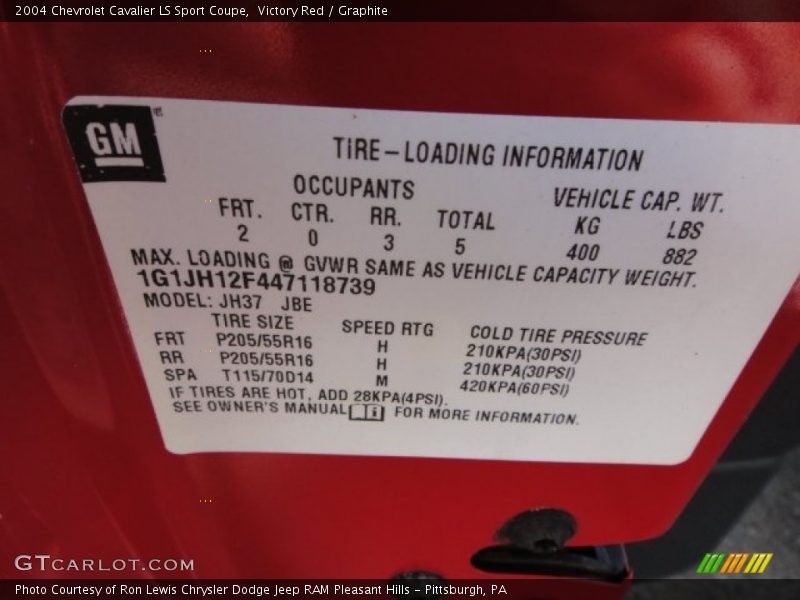 2004 Chevrolet Cavalier LS Sport Coupe,  Victory Red / Graphite
GM
TIRE–LOADING INFORMATION
OCCUPANTS VEHICLE CAP. WT.
FRT. CTR. RR. TOTAL KG LBS
2 0 3 5 400 882
MAX. LOADING @ GVWR SAME AS VEHICLE CAPACITY WEIGHT.
1G1JH12F447118739
MODEL: JH37 JBE
TIRE SIZE SPEED RTG COLD TIRE PRESSURE
FRT P205/55R16 H 210KPA(30PSI)
RR P205/55R16 H 210KPA(30PSI)
SPA T115/70D14 M 420KPA(60PSI)
IF TIRES ARE HOT, ADD 28KPA(4PSI).
SEE OWNER'S MANUAL FOR MORE INFORMATION.
GTCARLOT.COM
Photo Courtesy of Ron Lewis Chrysler Dodge Jeep RAM Pleasant Hills - Pittsburgh, PA